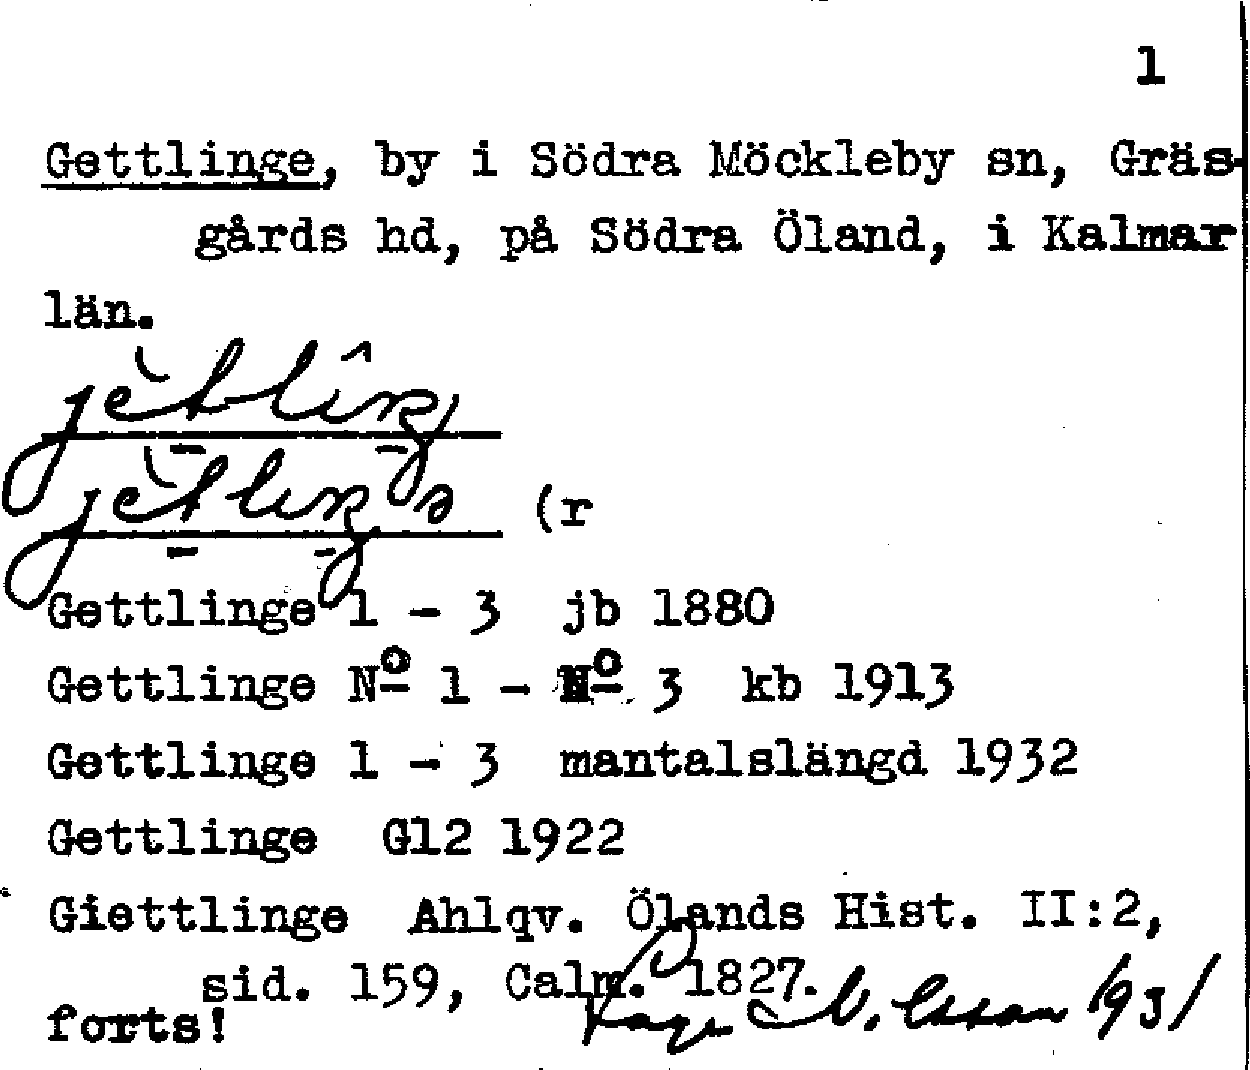 1
Gettlinge, by i Södra Möckleby sn, Gräs-
gårds hd, på Södra Öland, i Kalmar
län.
(r
Gettlinge 1 - 3 jb 1880
Gettlinge Nº 1 - Nº 3 kb 1913
Gettlinge 1 - 3 mantalslängd 1932
Gettlinge G12 1922
Giettlinge Ahlqv. Ölands Hist. II:2,
sid. 159, Calm. 1827.
forts!